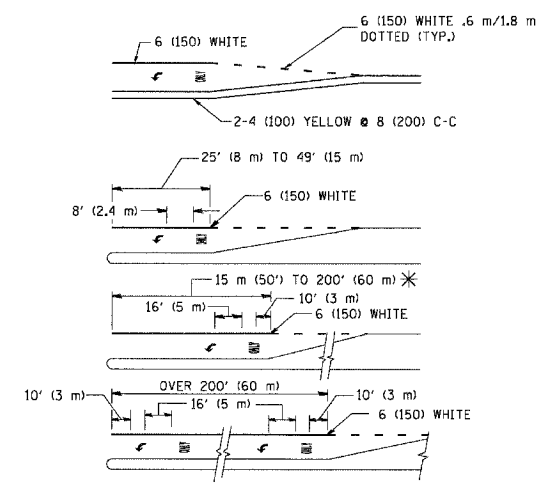 6 (150) WHITE
6 (150) WHITE .6 m/1.8 m
DOTTED (TYP.)
2-4 (100) YELLOW @ 8 (200) C-C
25' (8 m) TO 49' (15 m)
6 (150) WHITE
8' (2.4 m)
15 m (50') TO 200' (60 m)
16' (5 m)
10' (3 m)
6 (150) WHITE
OVER 200' (60 m)
10' (3 m)
16' (5 m)
10' (3 m)
6 (150) WHITE